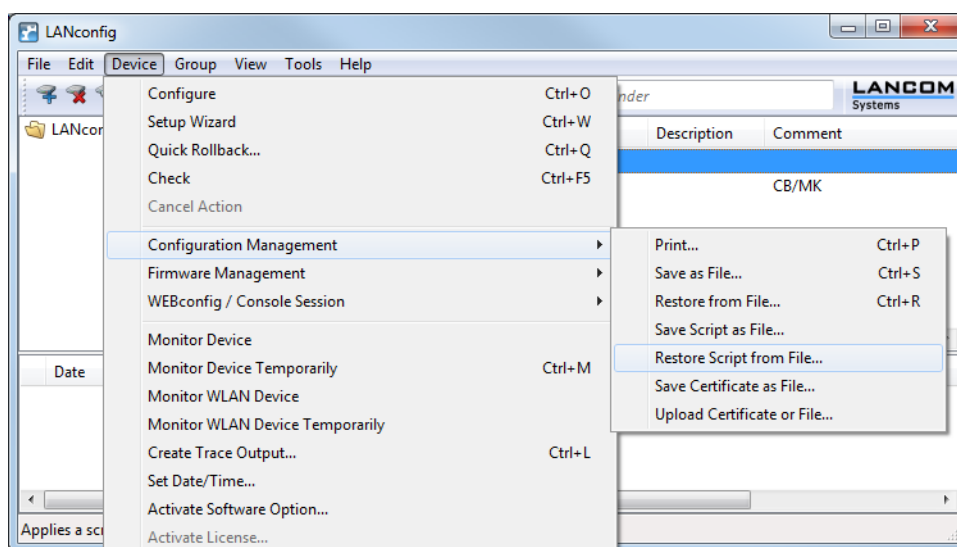 LANconfig
File Edit Device Group View Tools Help
LANCOM
Systems
Configure Ctrl+O
Setup Wizard Ctrl+W
Quick Rollback... Ctrl+Q
Check Ctrl+F5
Cancel Action
Configuration Management
Firmware Management
WEBconfig / Console Session
Monitor Device
Monitor Device Temporarily Ctrl+M
Monitor WLAN Device
Monitor WLAN Device Temporarily
Create Trace Output... Ctrl+L
Set Date/Time...
Activate Software Option...
Activate License...
Description Comment
CB/MK
Print... Ctrl+P
Save as File... Ctrl+S
Restore from File... Ctrl+R
Save Script as File...
Restore Script from File...
Save Certificate as File...
Upload Certificate or File...
Date
Applies a